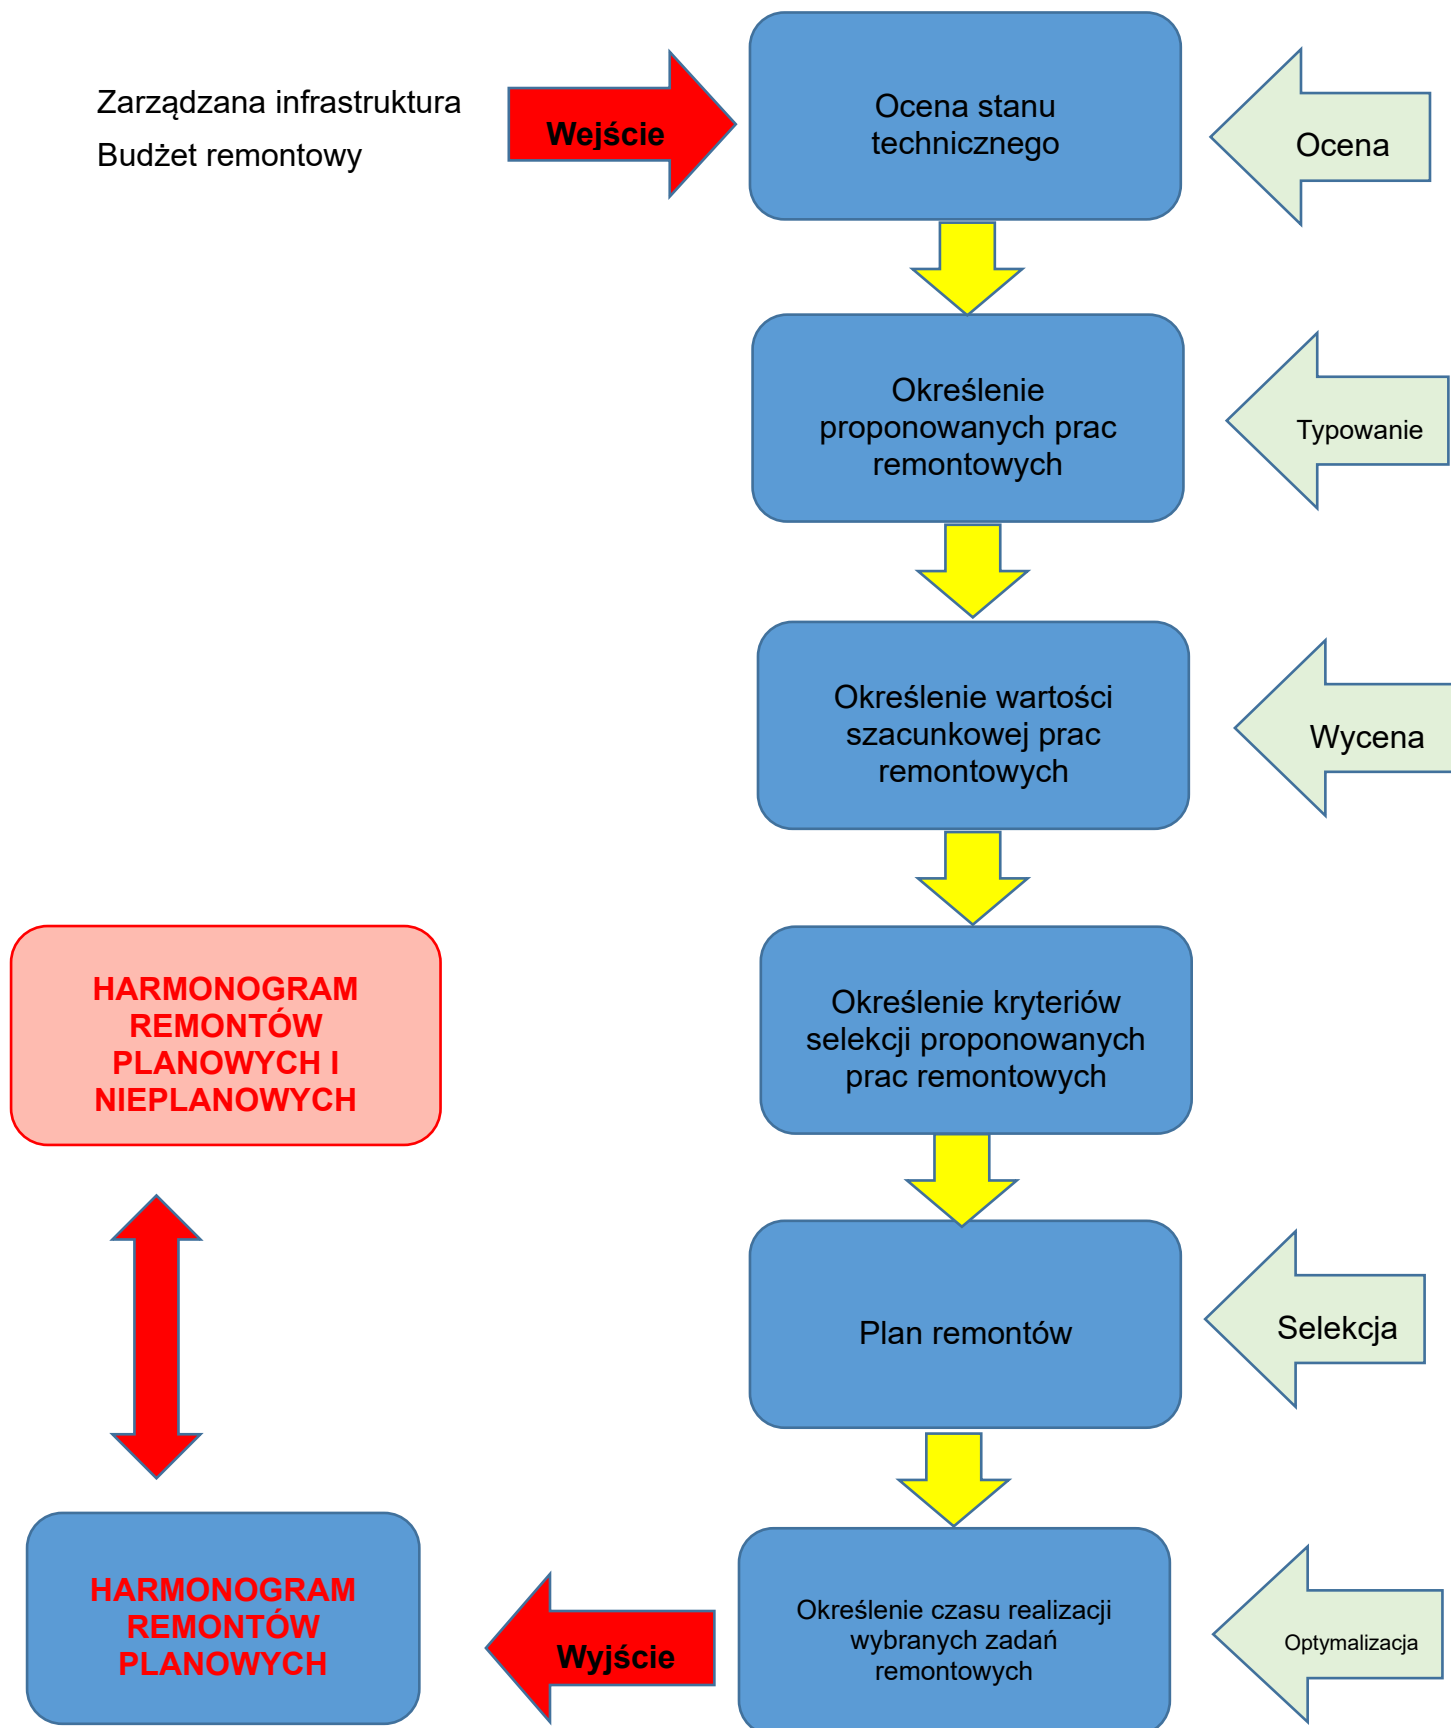 Zarządzana infrastruktura
Budżet remontowy
Wejście
Ocena stanu
technicznego
Ocena
Określenie
proponowanych prac
remontowych
Typowanie
Określenie wartości
szacunkowej prac
remontowych
Wycena
Określenie kryteriów
selekcji proponowanych
prac remontowych
HARMONOGRAM
REMONTÓW
PLANOWYCH I
NIEPLANOWYCH
Plan remontów
Selekcja
Określenie czasu realizacji
wybranych zadań
remontowych
Optymalizacja
Wyjście
HARMONOGRAM
REMONTÓW
PLANOWYCH